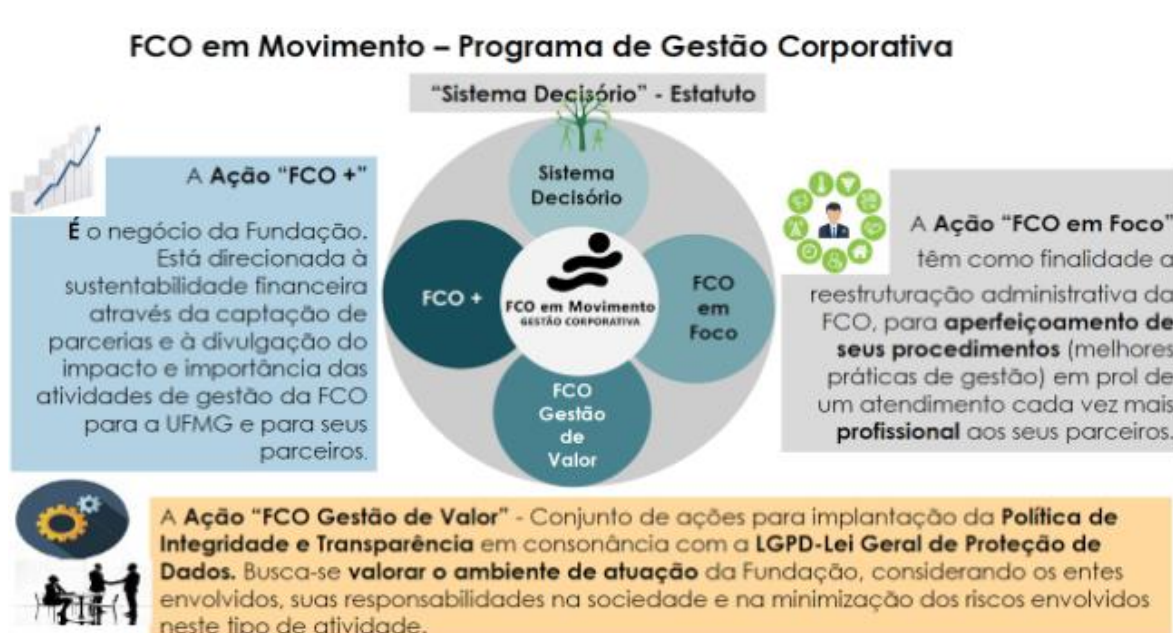 FCO em Movimento – Programa de Gestão Corporativa
"Sistema Decisório" - Estatuto
A Ação "FCO +"
É o negócio da Fundação.
Está direcionada à
sustentabilidade financeira
através da captação de
parcerias e à divulgação do
impacto e importância das
atividades de gestão da FCO
para a UFMG e para seus
parceiros.
Sistema
Decisório
FCO +
FCO em Movimento
GESTÃO CORPORATIVA
FCO
em
Foco
FCO
Gestão
de
Valor
A Ação "FCO em Foco"
têm como finalidade a
reestruturação administrativa da
FCO, para aperfeiçoamento de
seus procedimentos (melhores
práticas de gestão) em prol de
um atendimento cada vez mais
profissional aos seus parceiros.
A Ação "FCO Gestão de Valor" - Conjunto de ações para implantação da Política de
Integridade e Transparência em consonância com a LGPD-Lei Geral de Proteção de
Dados. Busca-se valorar o ambiente de atuação da Fundação, considerando os entes
envolvidos, suas responsabilidades na sociedade e na minimização dos riscos envolvidos
neste tipo de atividade.